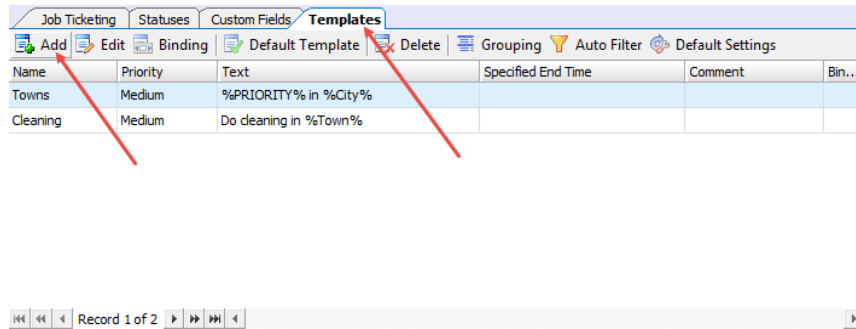 Job Ticketing Statuses Custom Fields Templates
Add Edit Binding Default Template Delete Grouping Auto Filter Default Settings
Name Priority Text Specified End Time Comment Bin...
Towns Medium %PRIORITY% in %City%
Cleaning Medium Do cleaning in %Town%
Record 1 of 2